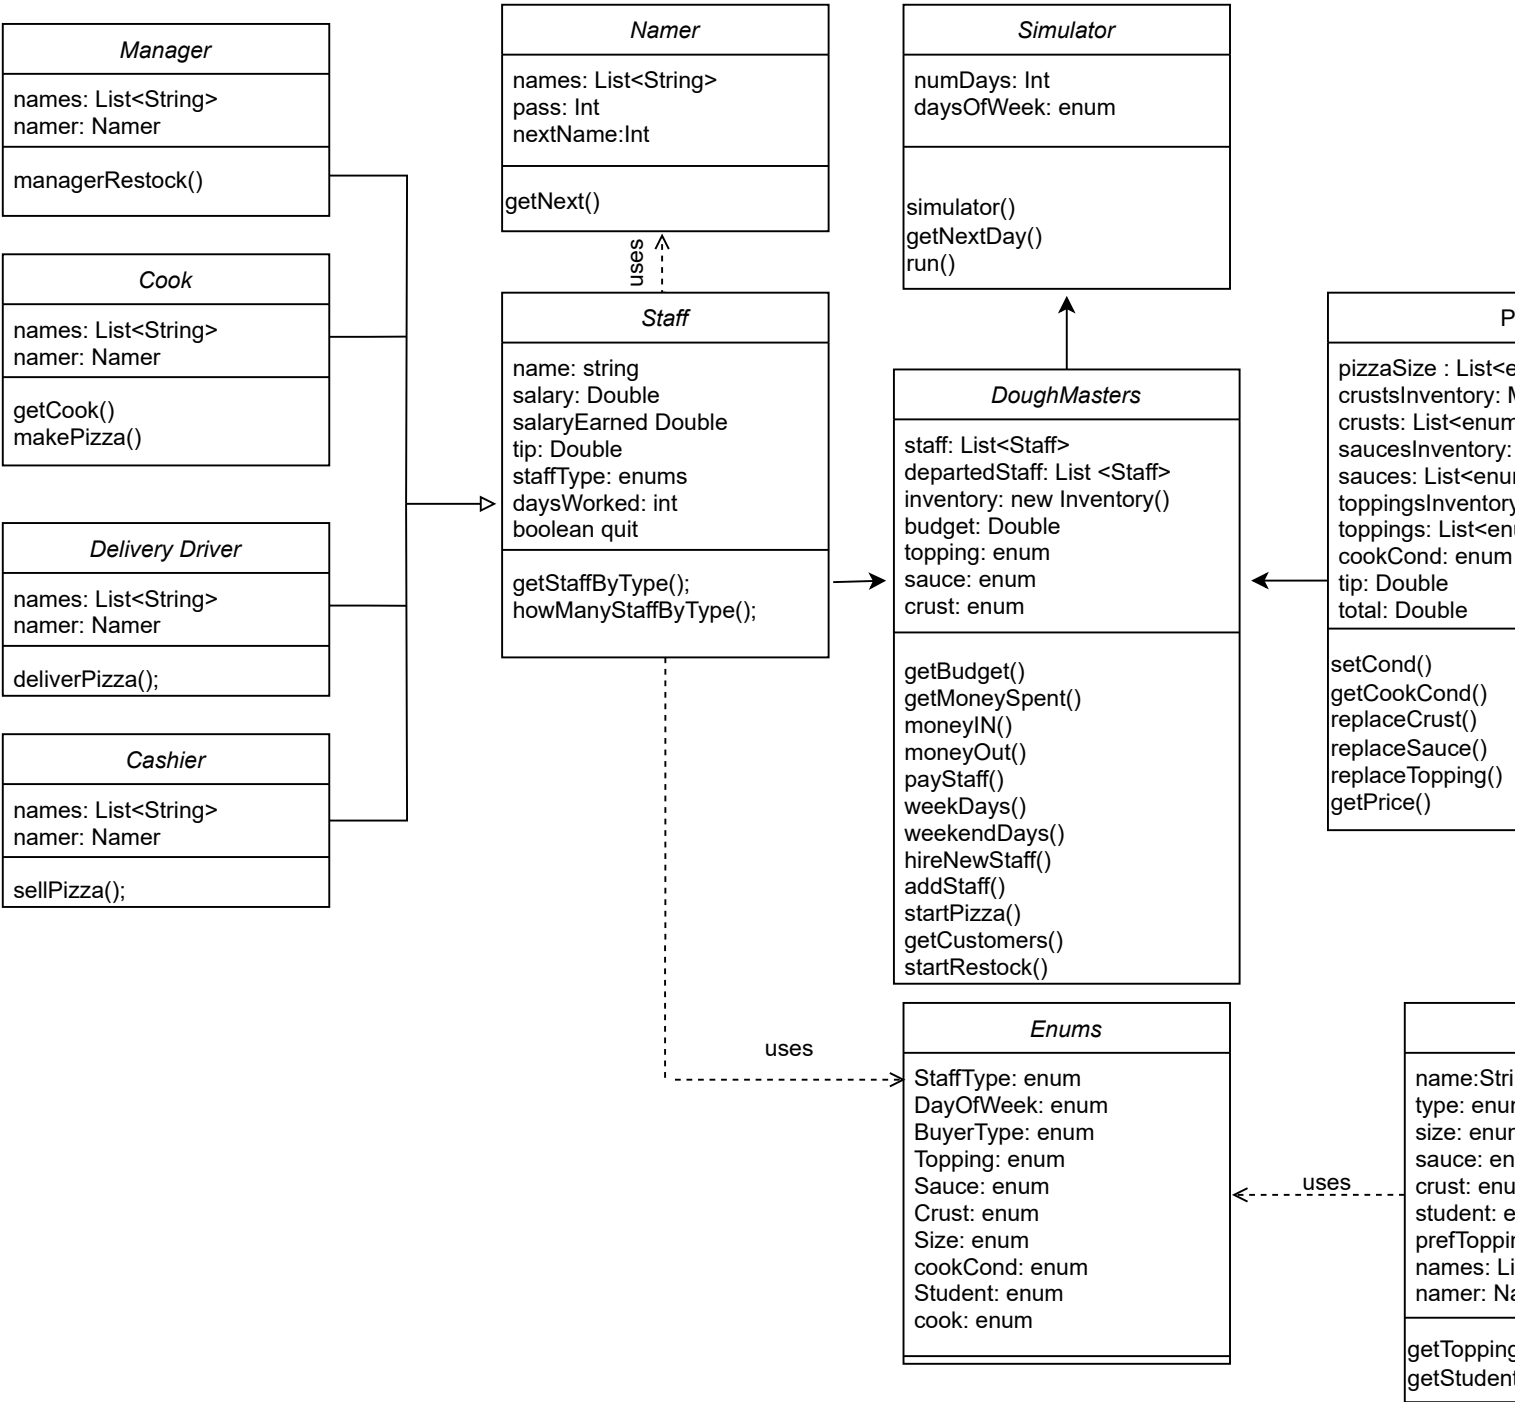 Manager
names: List<String>
namer: Namer
managerRestock()
Cook
names: List<String>
namer: Namer
getCook()
makePizza()
Delivery Driver
names: List<String>
namer: Namer
deliverPizza();
Cashier
names: List<String>
namer: Namer
sellPizza();
Namer
names: List<String>
pass: Int
nextName:Int
getNext()
uses
Staff
name: string
salary: Double
salaryEarned Double
tip: Double
staffType: enums
daysWorked: int
boolean quit
getStaffByType();
howManyStaffByType();
uses
Simulator
numDays: Int
daysOfWeek: enum
simulator()
getNextDay()
run()
DoughMasters
staff: List<Staff>
departedStaff: List <Staff>
inventory: new Inventory()
budget: Double
topping: enum
sauce: enum
crust: enum
getBudget()
getMoneySpent()
moneyIN()
moneyOut()
payStaff()
weekDays()
weekendDays()
hireNewStaff()
addStaff()
startPizza()
getCustomers()
startRestock()
Enums
StaffType: enum
DayOfWeek: enum
BuyerType: enum
Topping: enum
Sauce: enum
Crust: enum
Size: enum
cookCond: enum
Student: enum
cook: enum
uses
P
pizzaSize : List<e
crustsInventory:
crusts: List<enum
saucesInventory:
sauces: List<enu
toppingsInventory
toppings: List<en
cookCond: enum
tip: Double
total: Double
setCond()
getCookCond()
replaceCrust()
replaceSauce()
replaceTopping()
getPrice()
name:Stri
type: enu
size: enu
sauce: en
crust: enu
student: e
prefToppi
names: Li
namer: Na
getTopping
getStudent